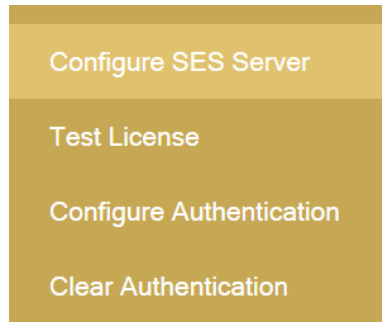 Configure SES Server
Test License
Configure Authentication
Clear Authentication